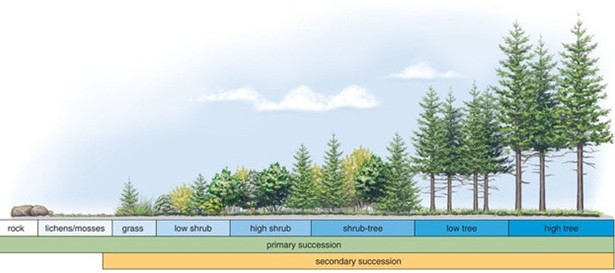 rock lichens/mosses grass low shrub high shrub shrub-tree low tree high tree
primary succession
secondary succession